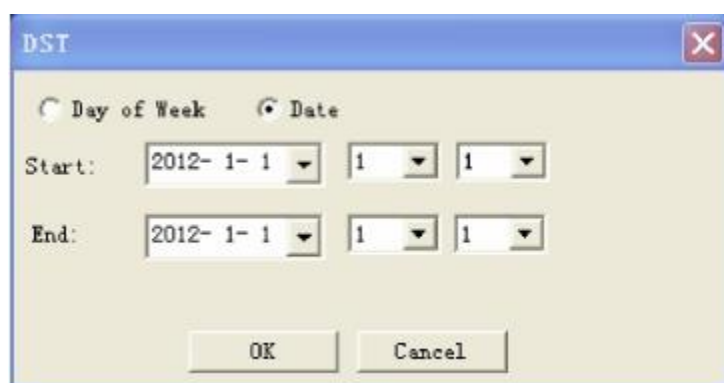 DST
Day of Week Date
Start: 2012- 1- 1 1 1
End: 2012- 1- 1 1 1
OK Cancel